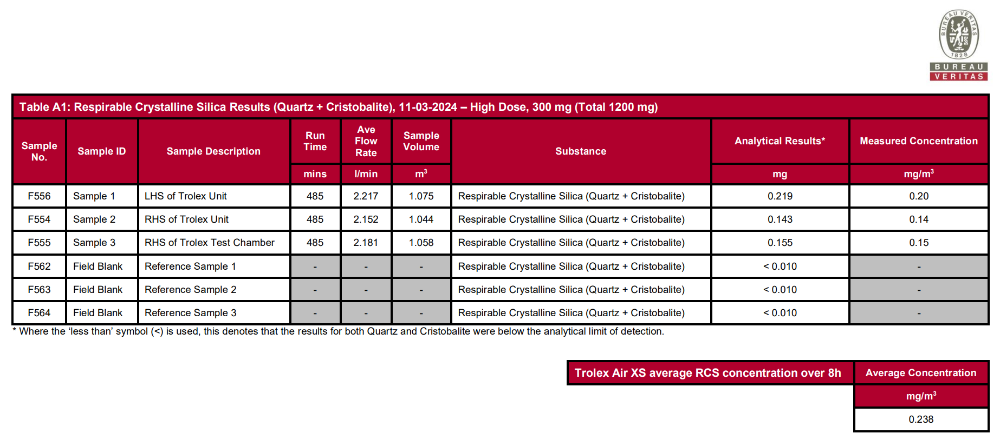 BUREAU VERITAS
1828
BUREAU
VERITAS
Table A1: Respirable Crystalline Silica Results (Quartz + Cristobalite), 11-03-2024 – High Dose, 300 mg (Total 1200 mg)
Sample No. Sample ID Sample Description Run Time Ave Flow Rate Sample Volume Substance Analytical Results* Measured Concentration
mins l/min m³ mg mg/m³
F556 Sample 1 LHS of Trolex Unit 485 2.217 1.075 Respirable Crystalline Silica (Quartz + Cristobalite) 0.219 0.20
F554 Sample 2 RHS of Trolex Unit 485 2.152 1.044 Respirable Crystalline Silica (Quartz + Cristobalite) 0.143 0.14
F555 Sample 3 RHS of Trolex Test Chamber 485 2.181 1.058 Respirable Crystalline Silica (Quartz + Cristobalite) 0.155 0.15
F562 Field Blank Reference Sample 1 - - - Respirable Crystalline Silica (Quartz + Cristobalite) < 0.010 -
F563 Field Blank Reference Sample 2 - - - Respirable Crystalline Silica (Quartz + Cristobalite) < 0.010 -
F564 Field Blank Reference Sample 3 - - - Respirable Crystalline Silica (Quartz + Cristobalite) < 0.010 -
* Where the ‘less than’ symbol (<) is used, this denotes that the results for both Quartz and Cristobalite were below the analytical limit of detection.
Trolex Air XS average RCS concentration over 8h Average Concentration
mg/m³
0.238